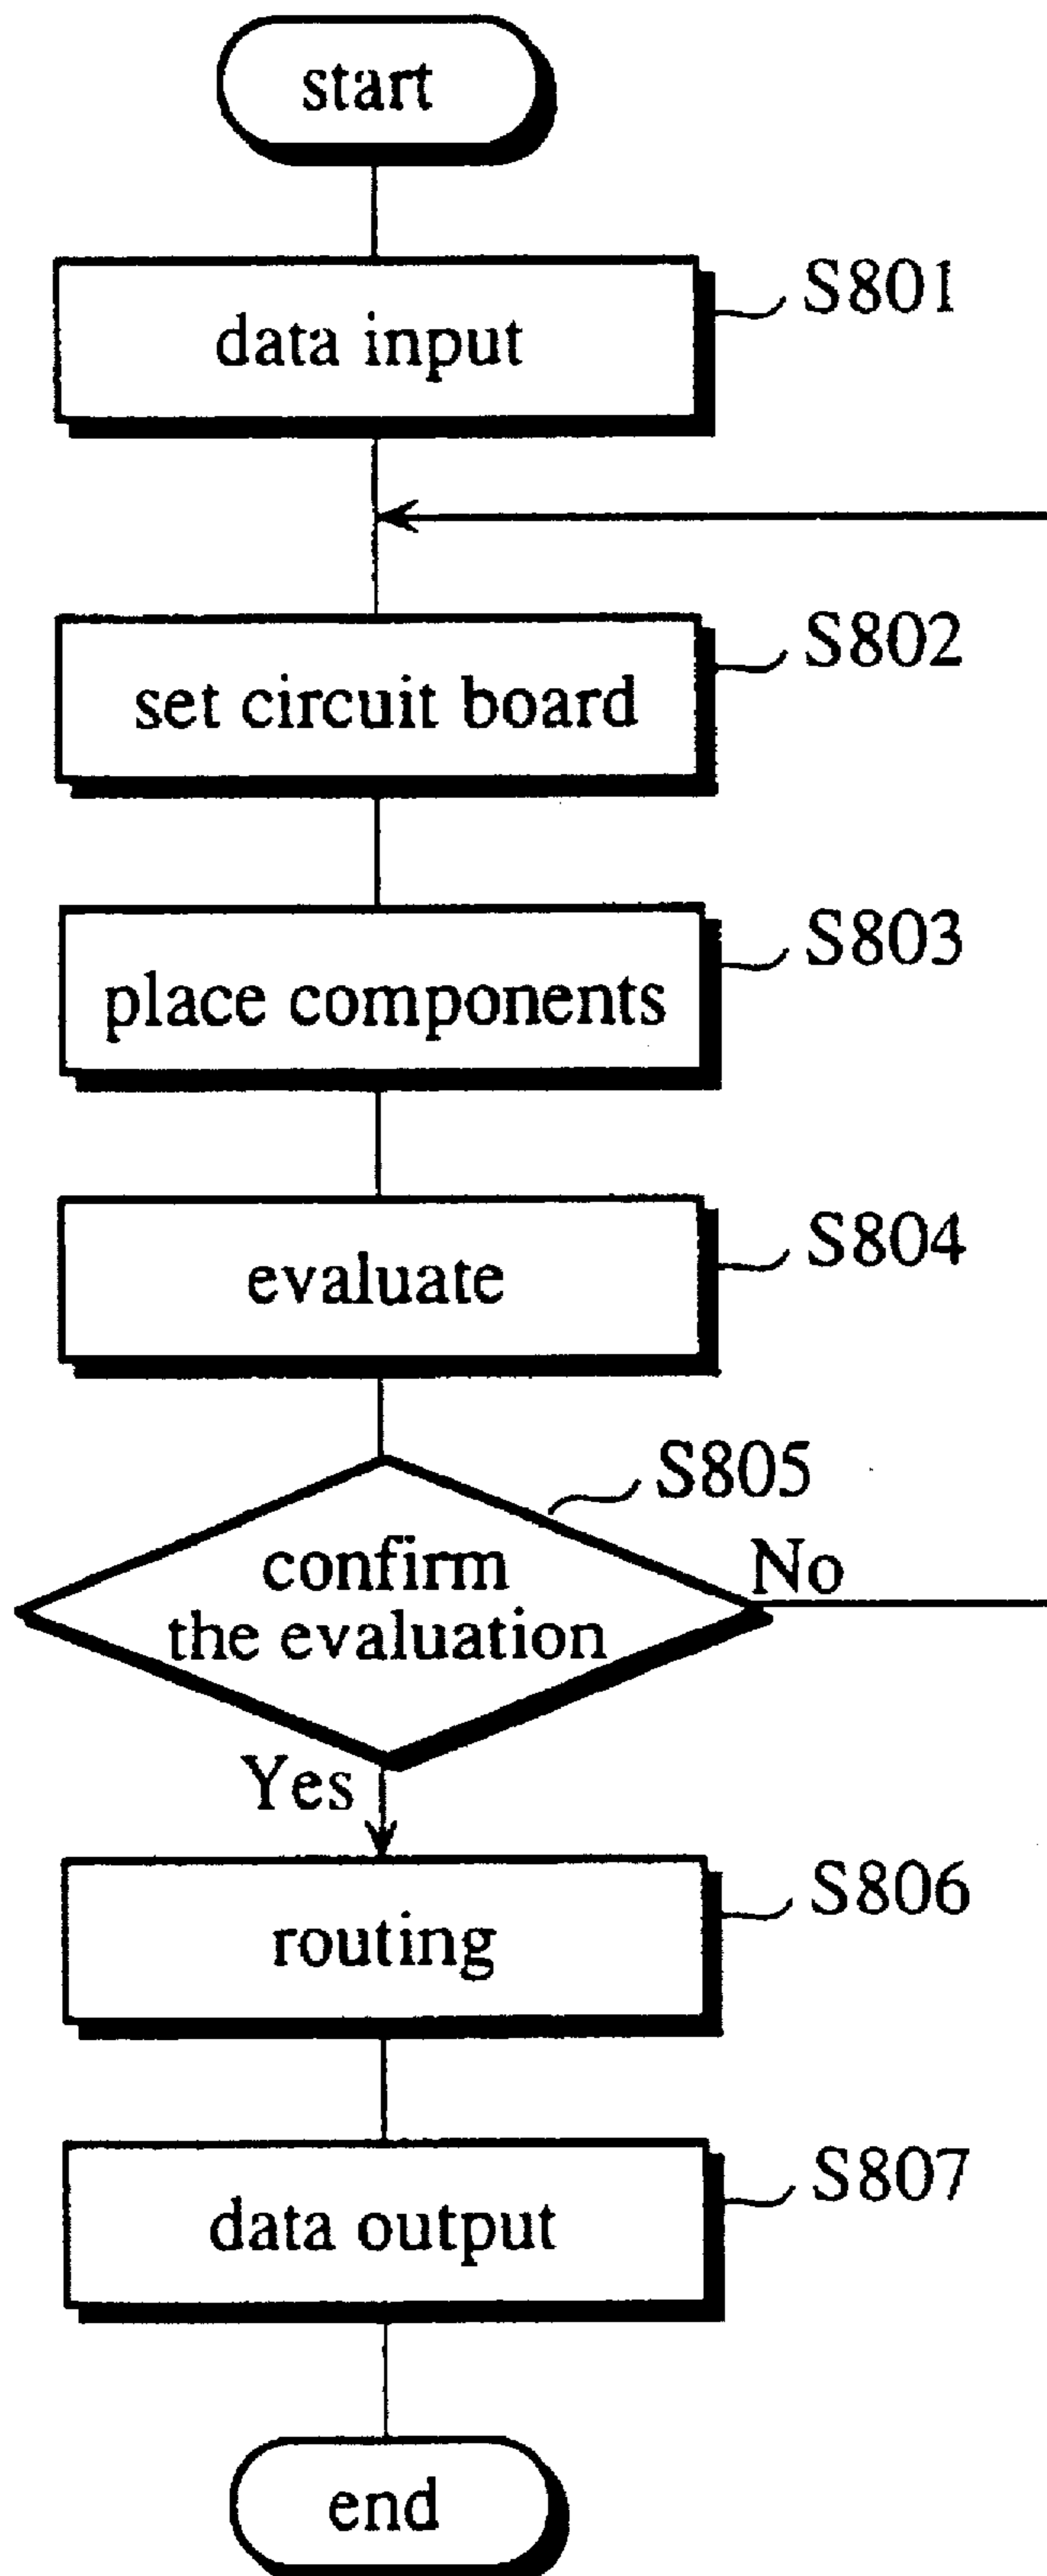 start
data input
S801
set circuit board
S802
place components
S803
evaluate
S804
S805
confirm
the evaluation
No
Yes
routing
S806
data output
S807
end